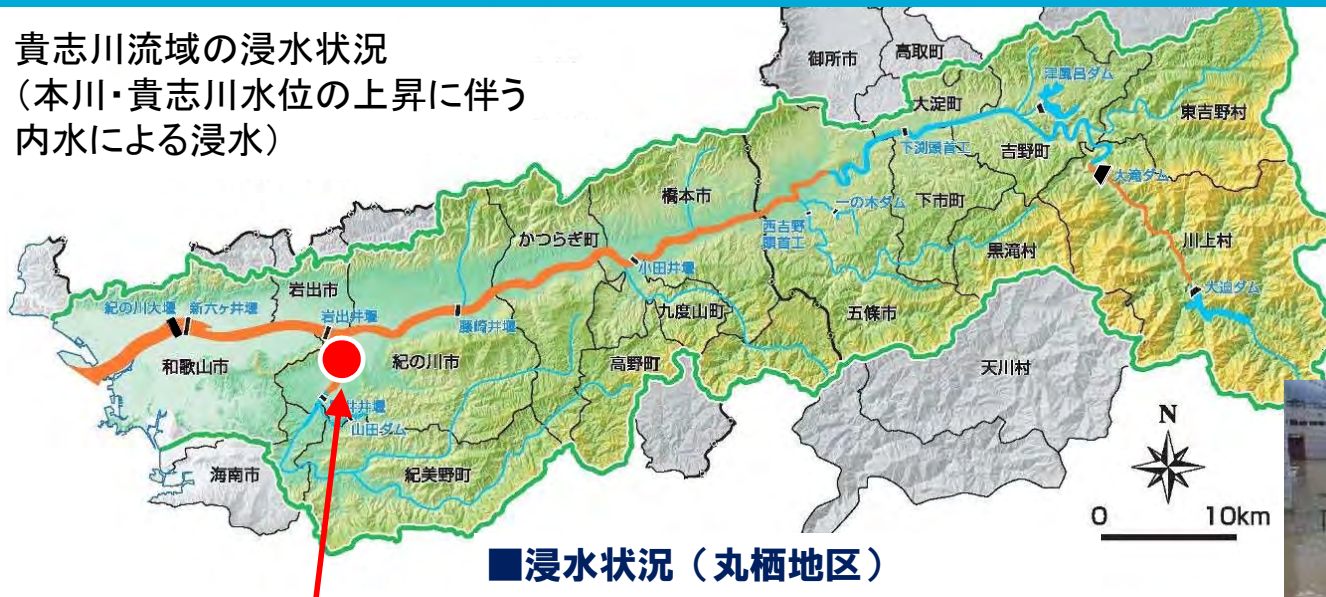 貴志川流域の浸水状況
(本川・貴志川水位の上昇に伴う
内水による浸水)
御所市
高取町
大淀町
津風呂ダム
東吉野村
下渕頭首工
吉野町
大滝ダム
橋本市
一の木ダム
下市町
西吉野
頭首工
黒滝村
川上村
かつらぎ町
小田井堰
大迫ダム
岩出市
九度山町
五條市
紀の川大堰
新六ヶ井堰
岩出井堰
藤崎井堰
和歌山市
紀の川市
高野町
天川村
井堰
山田ダム
海南市
紀美野町
N
0 10km
■浸水状況(丸栖地区)